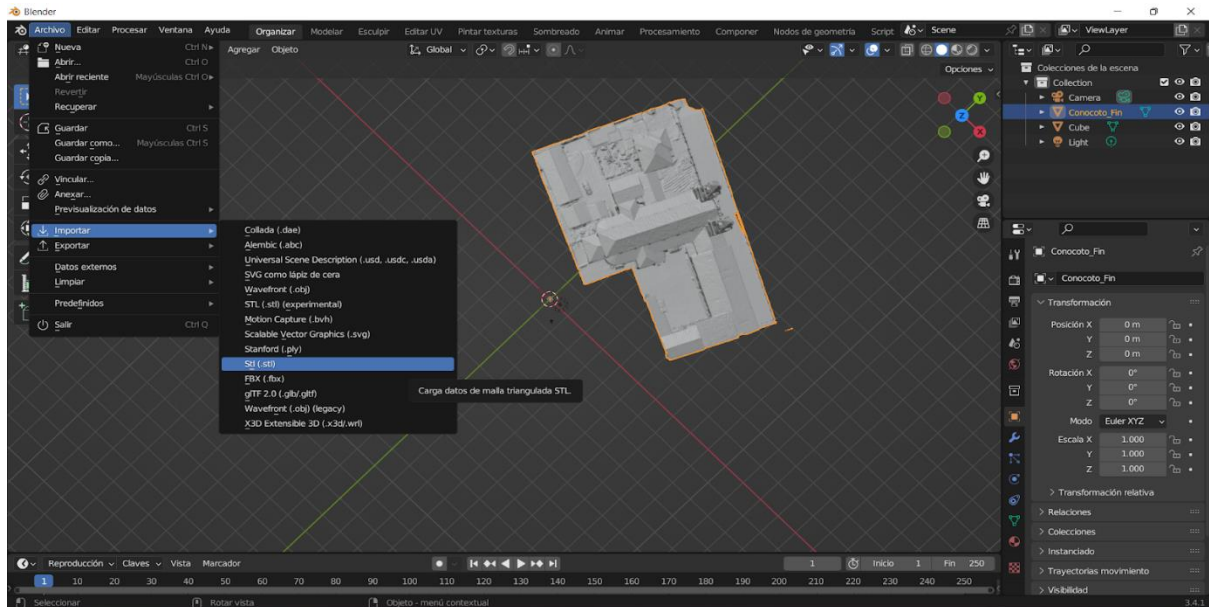 Blender
Archivo Editar Procesar Ventana Ayuda Organizar Modelar Esculpir Editar UV Pintar texturas Sombreado Animar Procesamiento Componer Nodos de geometría Script Scene ViewLayer
Nueva Ctrl N
Abrir... Ctrl O
Abrir reciente Mayúsculas Ctrl O
Revertir
Recuperar
Guardar Ctrl S
Guardar como... Mayúsculas Ctrl S
Guardar copia...
Vincular...
Anexar...
Previsualización de datos
Importar
Exportar
Datos externos
Limpiar
Predefinidos
Salir Ctrl Q
Collada (.dae)
Alembic (.abc)
Universal Scene Description (.usd, .usdc, .usda)
SVG como lápiz de cera
Wavefront (.obj)
STL (.stl) (experimental)
Motion Capture (.bvh)
Scalable Vector Graphics (.svg)
Stanford (.ply)
Stl (.stl)
FBX (.fbx)
glTF 2.0 (.glb/.gltf)
Wavefront (.obj) (legacy)
X3D Extensible 3D (.x3d/.wrl)
Carga datos de malla triangulada STL.
Agregar Objeto Global
Opciones
Y
Z
X
Colecciones de la escena
Collection
Camera
Conocoto_Fin
Cube
Light
Conocoto_Fin
Conocoto_Fin
Transformación
Posición X 0 m
Y 0 m
Z 0 m
Rotación X 0°
Y 0°
Z 0°
Modo Euler XYZ
Escala X 1.000
Y 1.000
Z 1.000
Transformación relativa
Relaciones
Colecciones
Instanciado
Trayectorias movimiento
Visibilidad
Reproducción Claves Vista Marcador 1 Inicio 1 Fin 250
1 10 20 30 40 50 60 70 80 90 100 110 120 130 140 150 160 170 180 190 200 210 220 230 240 250
Seleccionar Rotar vista Objeto - menú contextual 3.4.1